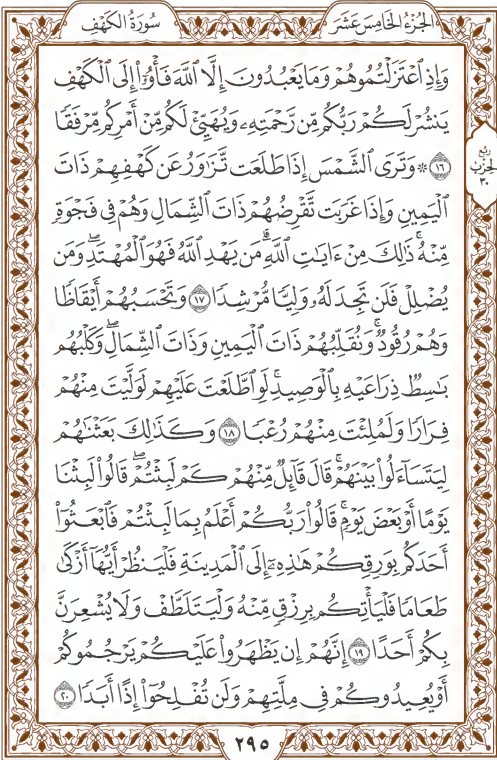 الجزء الخامس عشر
سورة الكهف
وَإِذِ ٱعۡتَزَلۡتُمُوهُمۡ وَمَا يَعۡبُدُونَ إِلَّا ٱللَّهَ فَأۡوُۥٓاْ إِلَى ٱلۡكَهۡفِ
يَنشُرۡ لَكُمۡ رَبُّكُم مِّن رَّحۡمَتِهِۦ وَيُهَيِّئۡ لَكُم مِّنۡ أَمۡرِكُم مِّرۡفَقٗا
١٦ ۞ وَتَرَى ٱلشَّمۡسَ إِذَا طَلَعَت تَّزَٰوَرُ عَن كَهۡفِهِمۡ ذَاتَ
ربع
الحزب
٣٠
ٱلۡيَمِينِ وَإِذَا غَرَبَت تَّقۡرِضُهُمۡ ذَاتَ ٱلشِّمَالِ وَهُمۡ فِي فَجۡوَةٖ
مِّنۡهُۚ ذَٰلِكَ مِنۡ ءَايَٰتِ ٱللَّهِۗ مَن يَهۡدِ ٱللَّهُ فَهُوَ ٱلۡمُهۡتَدِۖ وَمَن
يُضۡلِلۡ فَلَن تَجِدَ لَهُۥ وَلِيّٗا مُّرۡشِدٗا ١٧ وَتَحۡسَبُهُمۡ أَيۡقَاظٗا
وَهُمۡ رُقُودٞۚ وَنُقَلِّبُهُمۡ ذَاتَ ٱلۡيَمِينِ وَذَاتَ ٱلشِّمَالِۖ وَكَلۡبُهُم
بَٰسِطٞ ذِرَاعَيۡهِ بِٱلۡوَصِيدِۚ لَوِ ٱطَّلَعۡتَ عَلَيۡهِمۡ لَوَلَّيۡتَ مِنۡهُمۡ
فِرَارٗا وَلَمُلِئۡتَ مِنۡهُمۡ رُعۡبٗا ١٨ وَكَذَٰلِكَ بَعَثۡنَٰهُمۡ
لِيَتَسَآءَلُواْ بَيۡنَهُمۡۚ قَالَ قَآئِلٞ مِّنۡهُمۡ كَمۡ لَبِثۡتُمۡۖ قَالُواْ لَبِثۡنَا
يَوۡمًا أَوۡ بَعۡضَ يَوۡمٖۚ قَالُواْ رَبُّكُمۡ أَعۡلَمُ بِمَا لَبِثۡتُمۡ فَٱبۡعَثُوٓاْ
أَحَدَكُم بِوَرِقِكُمۡ هَٰذِهِۦٓ إِلَى ٱلۡمَدِينَةِ فَلۡيَنظُرۡ أَيُّهَآ أَزۡكَىٰ
طَعَامٗا فَلۡيَأۡتِكُم بِرِزۡقٖ مِّنۡهُ وَلۡيَتَلَطَّفۡ وَلَا يُشۡعِرَنَّ
بِكُمۡ أَحَدًا ١٩ إِنَّهُمۡ إِن يَظۡهَرُواْ عَلَيۡكُمۡ يَرۡجُمُوكُمۡ
أَوۡ يُعِيدُوكُمۡ فِي مِلَّتِهِمۡ وَلَن تُفۡلِحُوٓاْ إِذًا أَبَدٗا ٢٠
٢٩٥